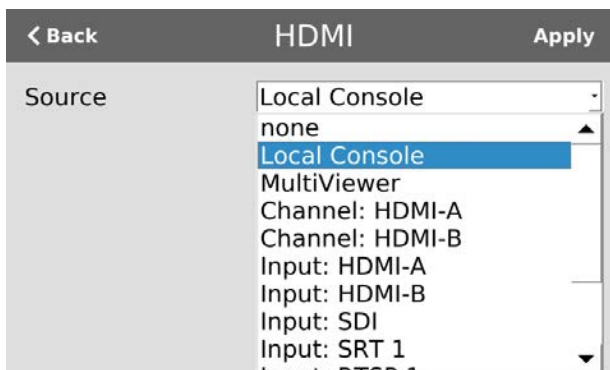 Back HDMI Apply
Source Local Console
none
Local Console
MultiViewer
Channel: HDMI-A
Channel: HDMI-B
Input: HDMI-A
Input: HDMI-B
Input: SDI
Input: SRT 1